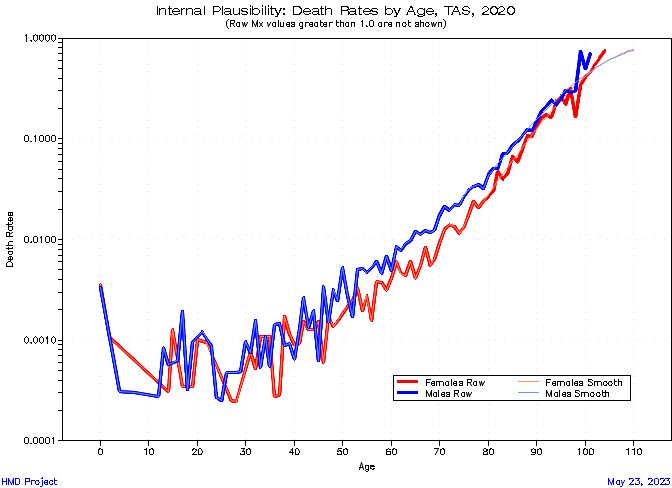 Internal Plausibility: Death Rates by Age, TAS, 2020
(Raw Mx values greater than 1.0 are not shown)
1.0000
0.1000
0.0100
0.0010
0.0001
Death Rates
0 10 20 30 40 50 60 70 80 90 100 110
Age
Females Raw Females Smooth
Males Raw Males Smooth
HMD Project May 23, 2023